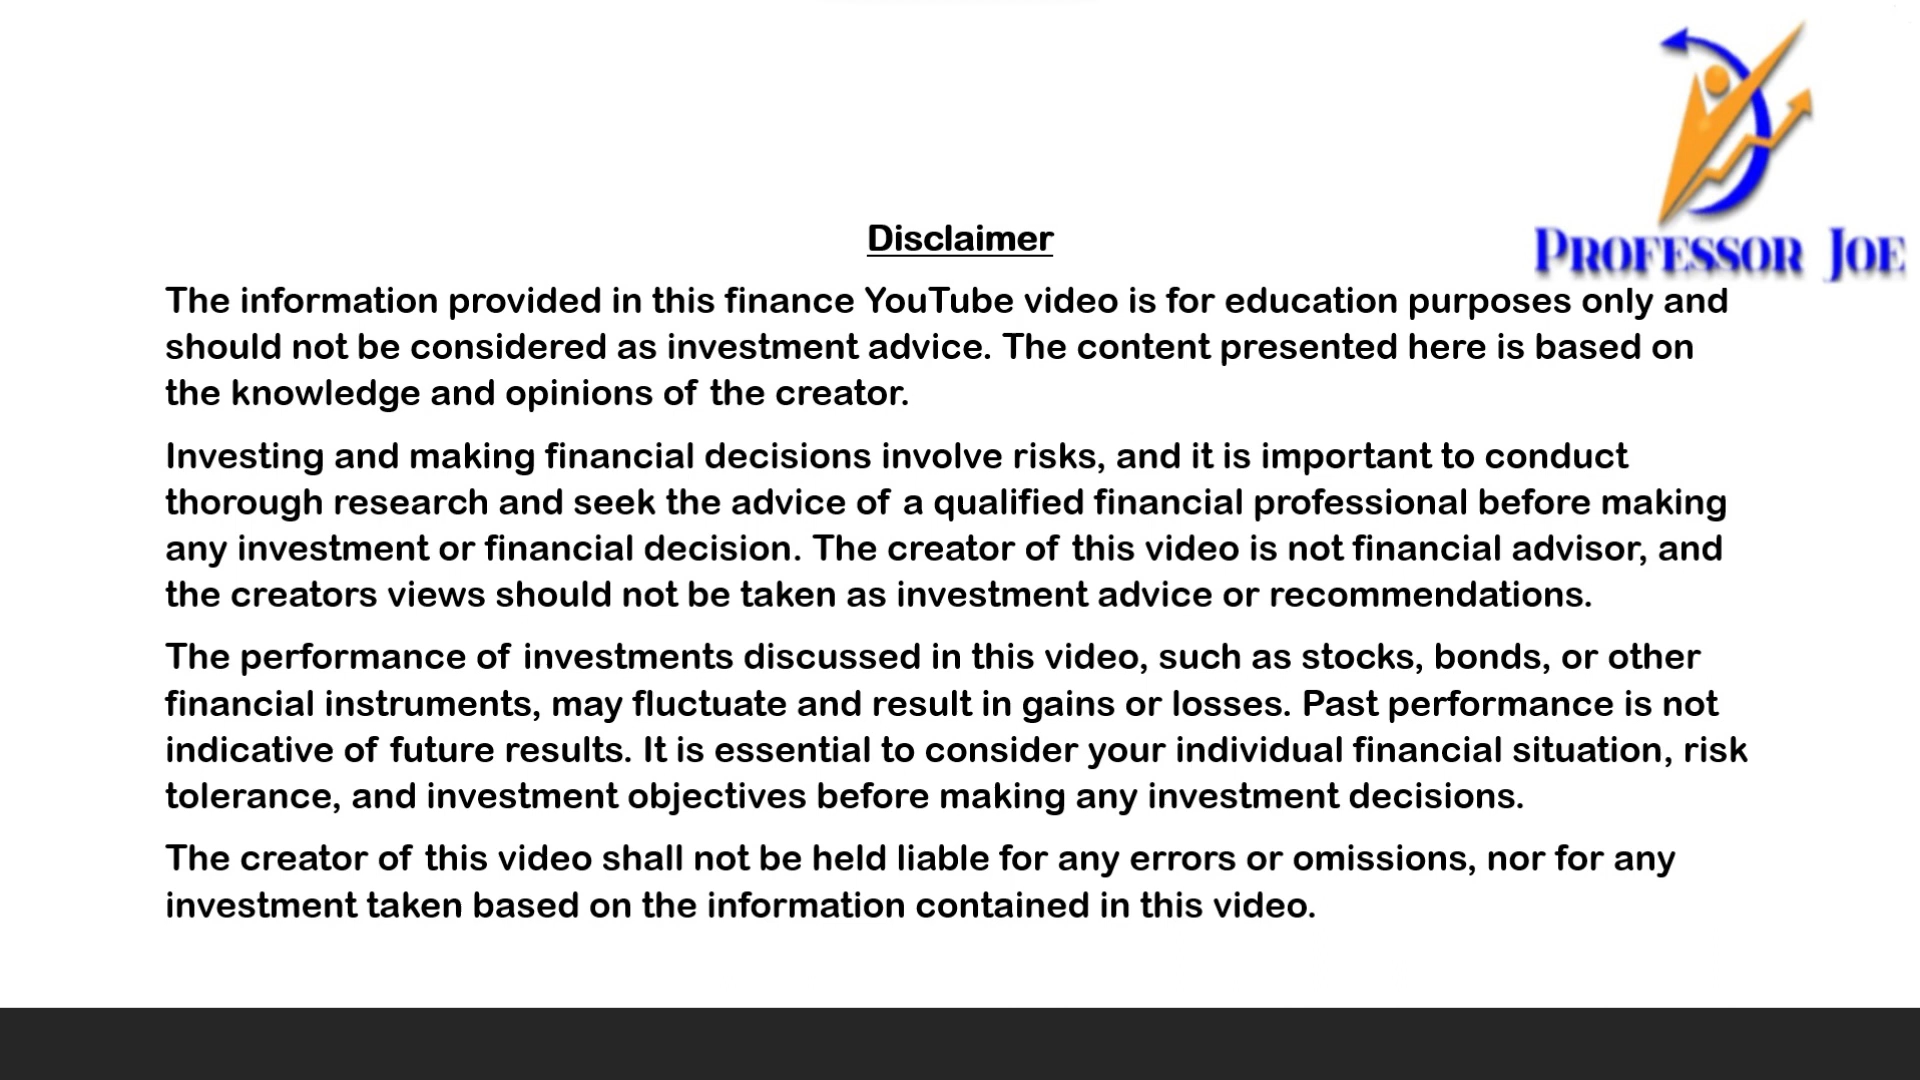 PROFESSOR JOE
Disclaimer
The information provided in this finance YouTube video is for education purposes only and
should not be considered as investment advice. The content presented here is based on
the knowledge and opinions of the creator.
Investing and making financial decisions involve risks, and it is important to conduct
thorough research and seek the advice of a qualified financial professional before making
any investment or financial decision. The creator of this video is not financial advisor, and
the creators views should not be taken as investment advice or recommendations.
The performance of investments discussed in this video, such as stocks, bonds, or other
financial instruments, may fluctuate and result in gains or losses. Past performance is not
indicative of future results. It is essential to consider your individual financial situation, risk
tolerance, and investment objectives before making any investment decisions.
The creator of this video shall not be held liable for any errors or omissions, nor for any
investment taken based on the information contained in this video.